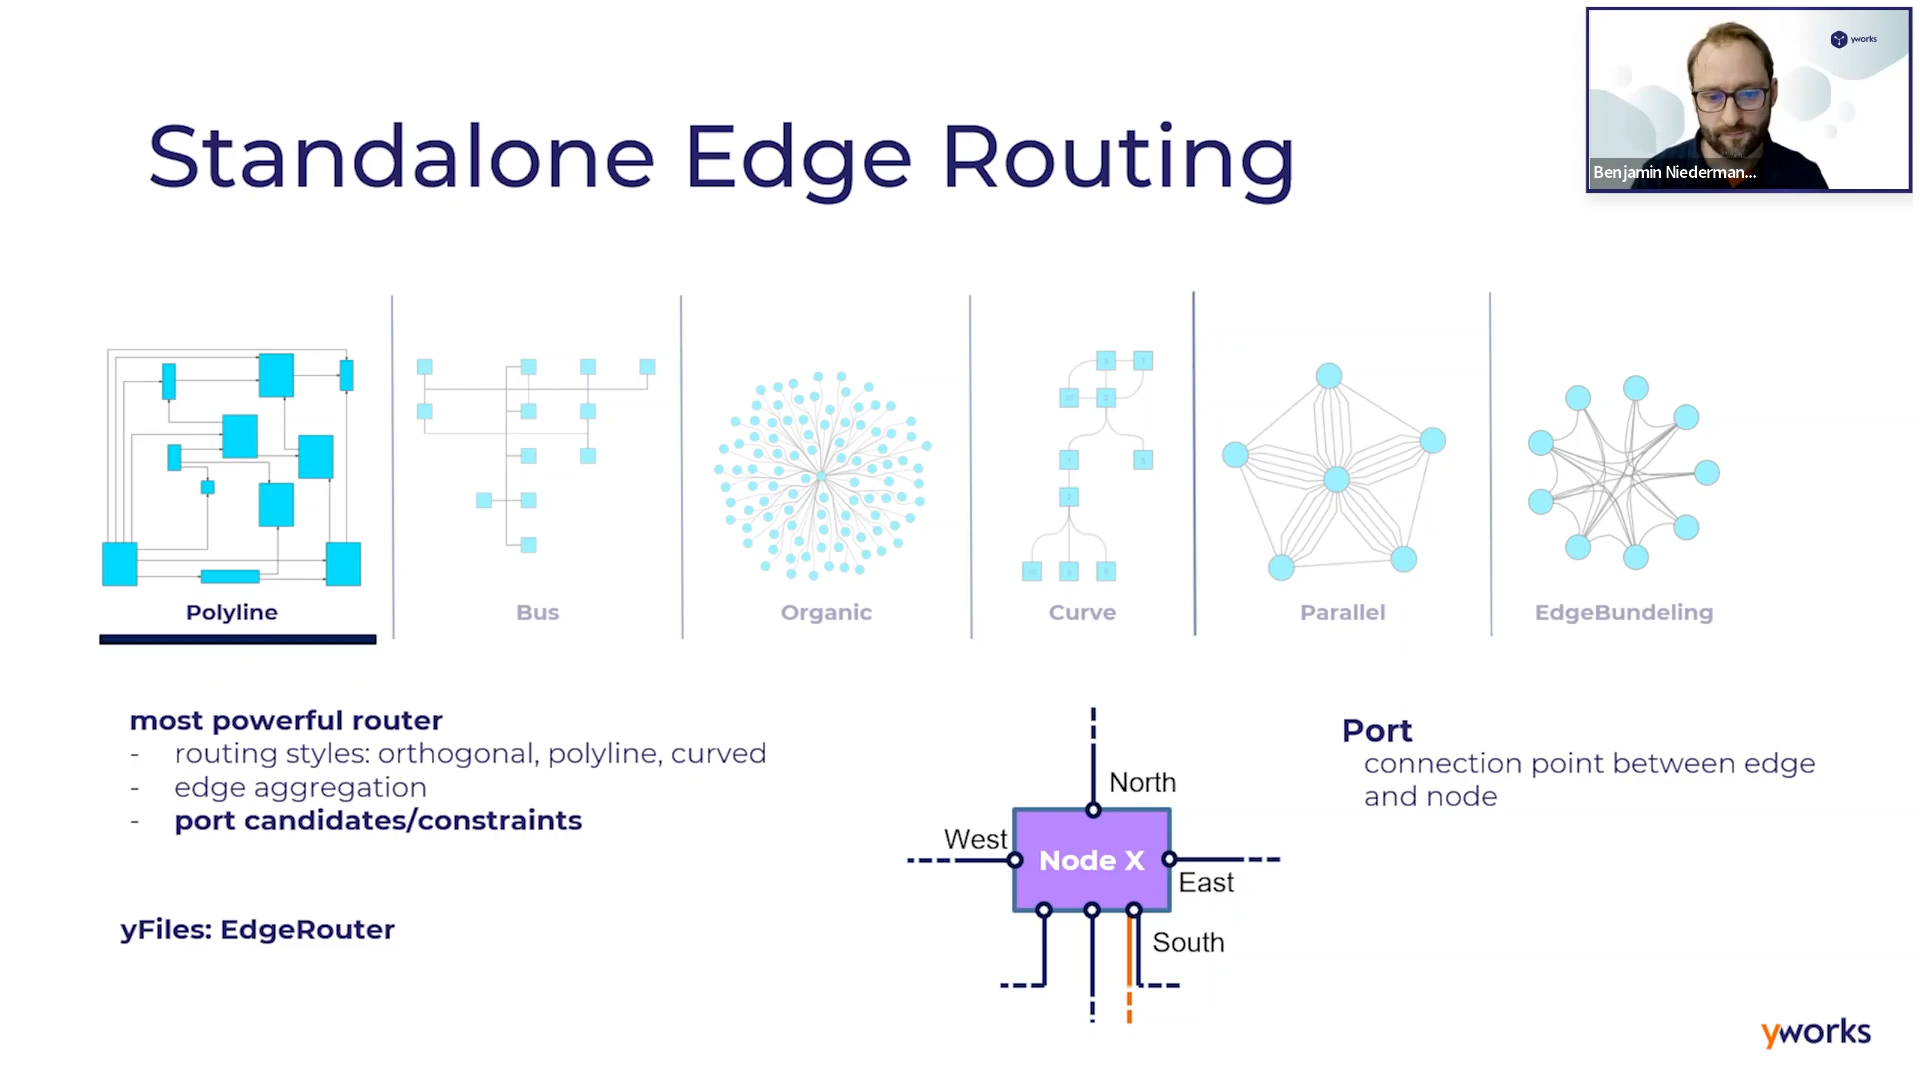 yworks
Benjamin Niederman...
Standalone Edge Routing
Polyline
Bus
Organic
Curve
Parallel
EdgeBundeling
most powerful router
- routing styles: orthogonal, polyline, curved
- edge aggregation
- port candidates/constraints
yFiles: EdgeRouter
North
West
Node X
East
South
Port
connection point between edge
and node
yworks